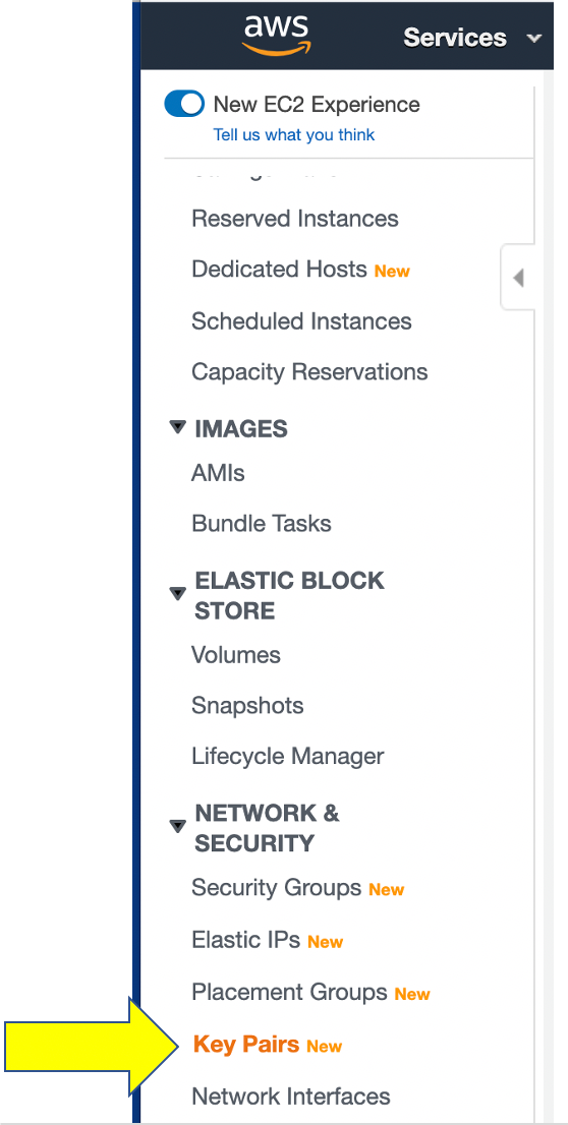 aws
Services
New EC2 Experience
Tell us what you think
Reserved Instances
Dedicated Hosts New
Scheduled Instances
Capacity Reservations
IMAGES
AMIs
Bundle Tasks
ELASTIC BLOCK
STORE
Volumes
Snapshots
Lifecycle Manager
NETWORK &
SECURITY
Security Groups New
Elastic IPs New
Placement Groups New
Key Pairs New
Network Interfaces